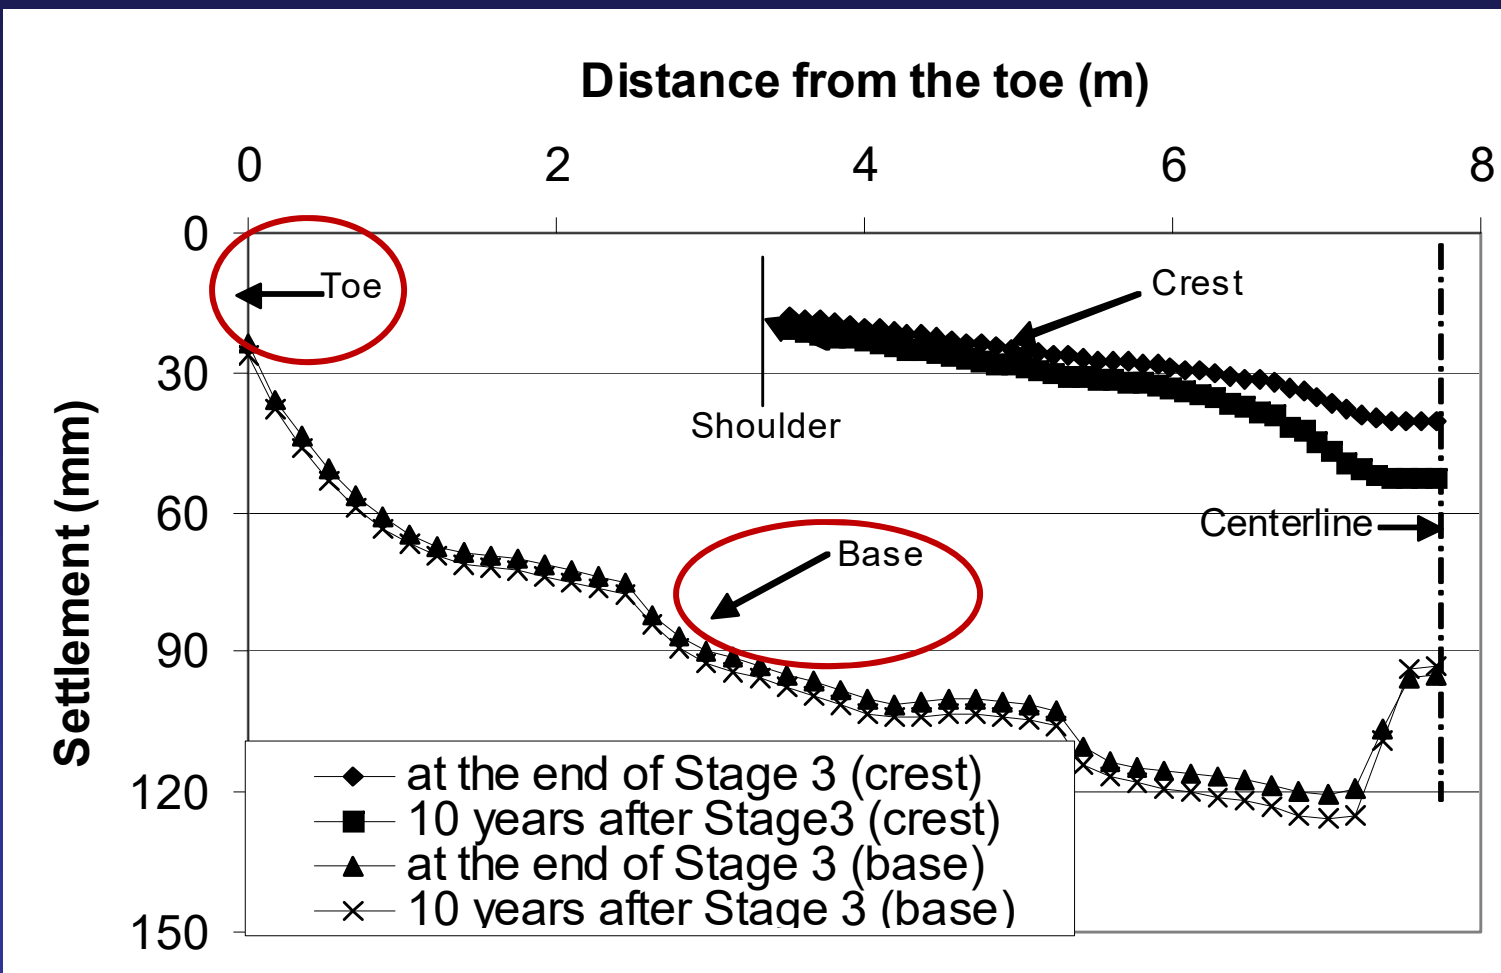 Distance from the toe (m)
0 2 4 6 8
0
Toe
Crest
30
Shoulder
Settlement (mm)
60
Centerline
Base
90
at the end of Stage 3 (crest)
120
10 years after Stage3 (crest)
at the end of Stage 3 (base)
10 years after Stage 3 (base)
150